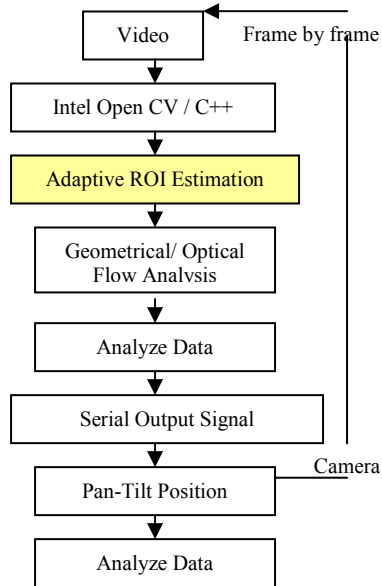 Video
Frame by frame
Intel Open CV / C++
Adaptive ROI Estimation
Geometrical/ Optical
Flow Analysis
Analyze Data
Serial Output Signal
Camera
Pan-Tilt Position
Analyze Data